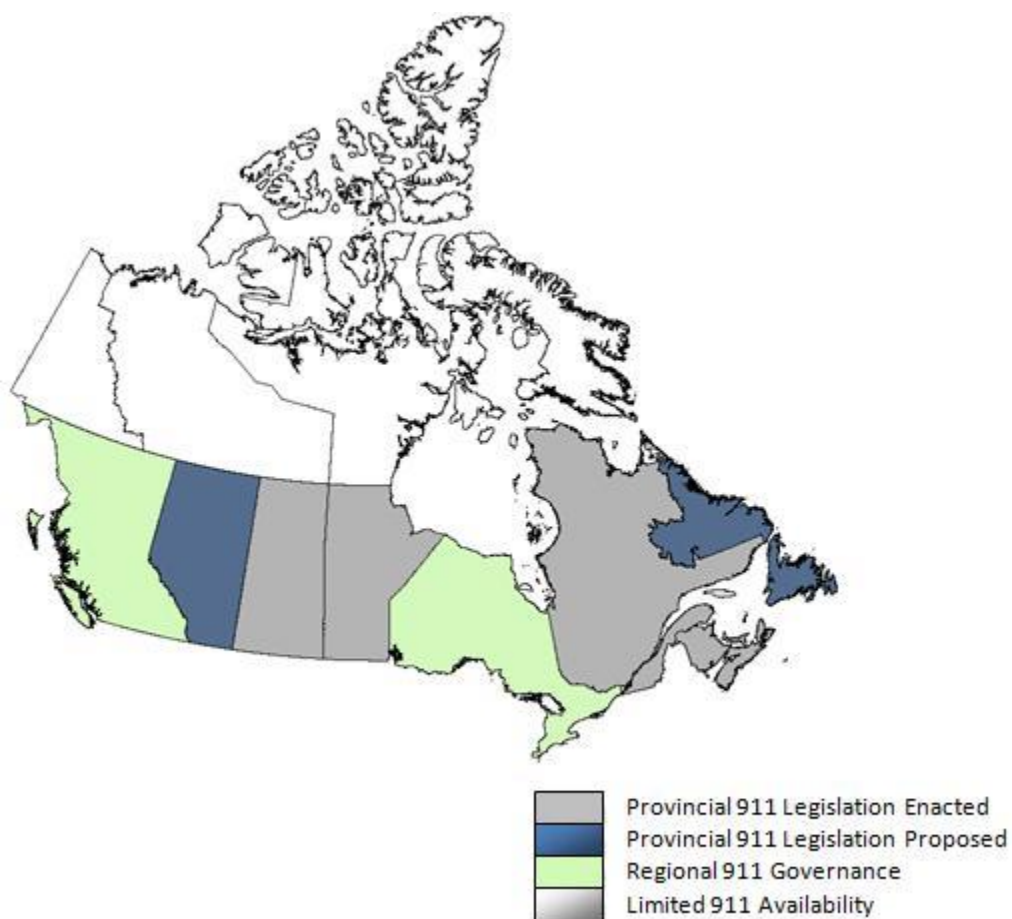 Provincial 911 Legislation Enacted
Provincial 911 Legislation Proposed
Regional 911 Governance
Limited 911 Availability